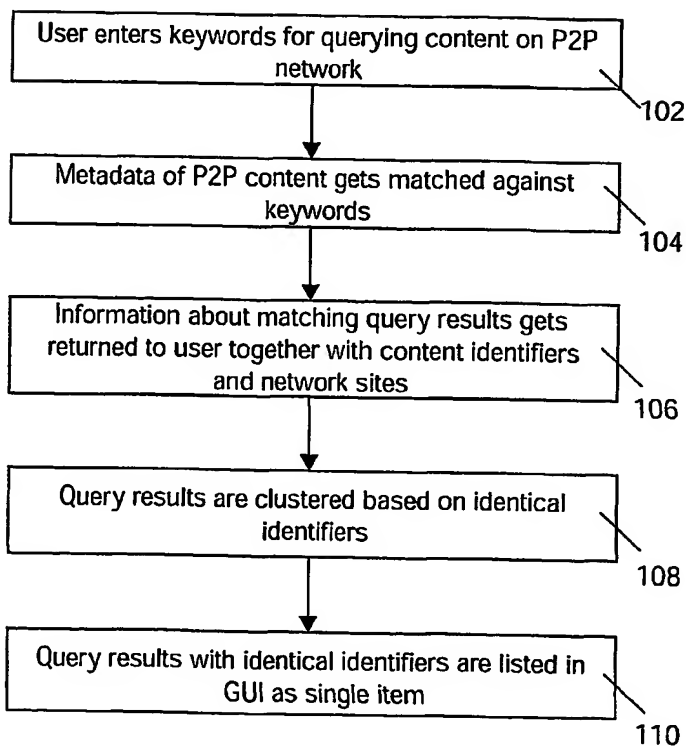 User enters keywords for querying content on P2P
network
102
Metadata of P2P content gets matched against
keywords
104
Information about matching query results gets
returned to user together with content identifiers
and network sites
106
Query results are clustered based on identical
identifiers
108
Query results with identical identifiers are listed in
GUI as single item
110